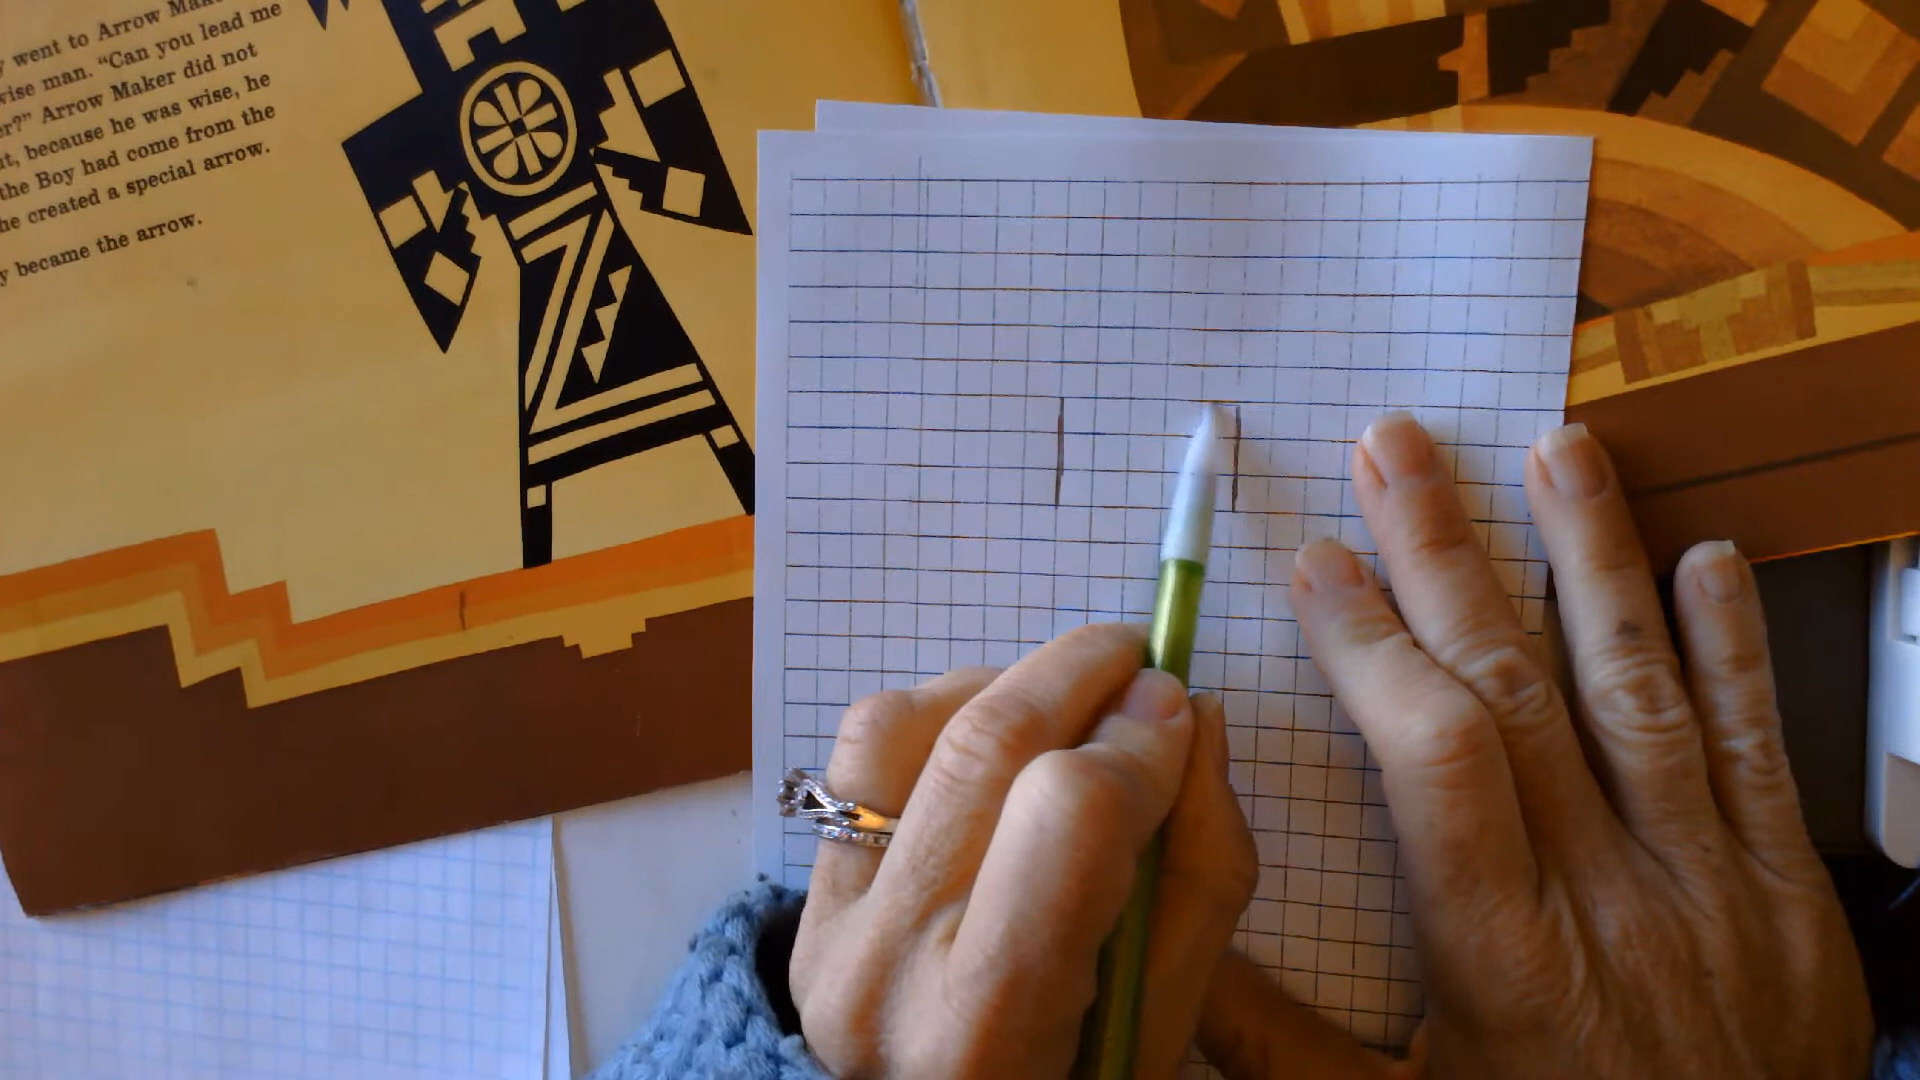 went to Arrow
wise man. "Can you lead me
Arrow Maker did not
because he was wise, he
the Boy had come from the
he created a special arrow.
became the arrow.